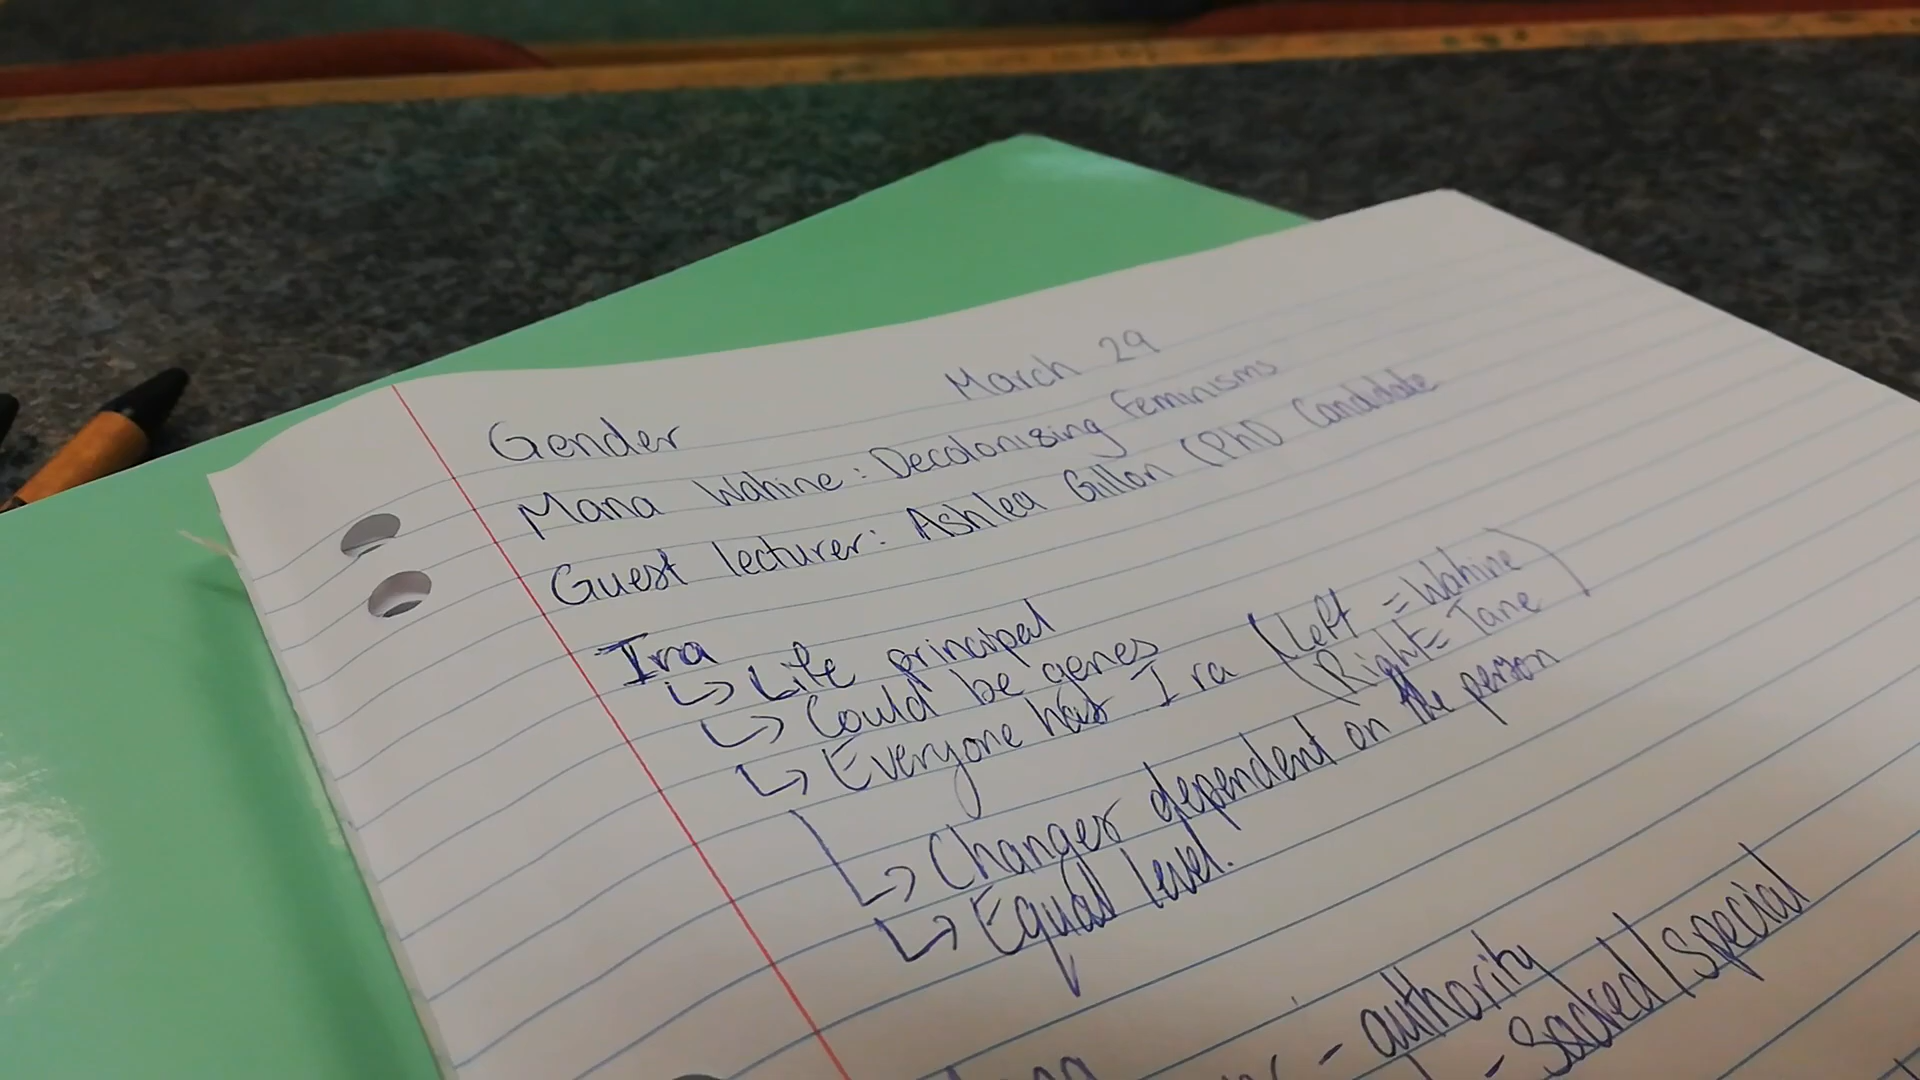 March 29
Gender
Mana Wahine: Decolonising Feminisms
Guest lecturer: Ashlea Gillon (PhD Candidate
Ira
↳ Life principal
↳ Could be genes
↳ Everyone has Ira (Left = Wahine
Right = Tane)
↳ Changes dependent on the person
↳ Equal level.
- authority
- Sacred/Special